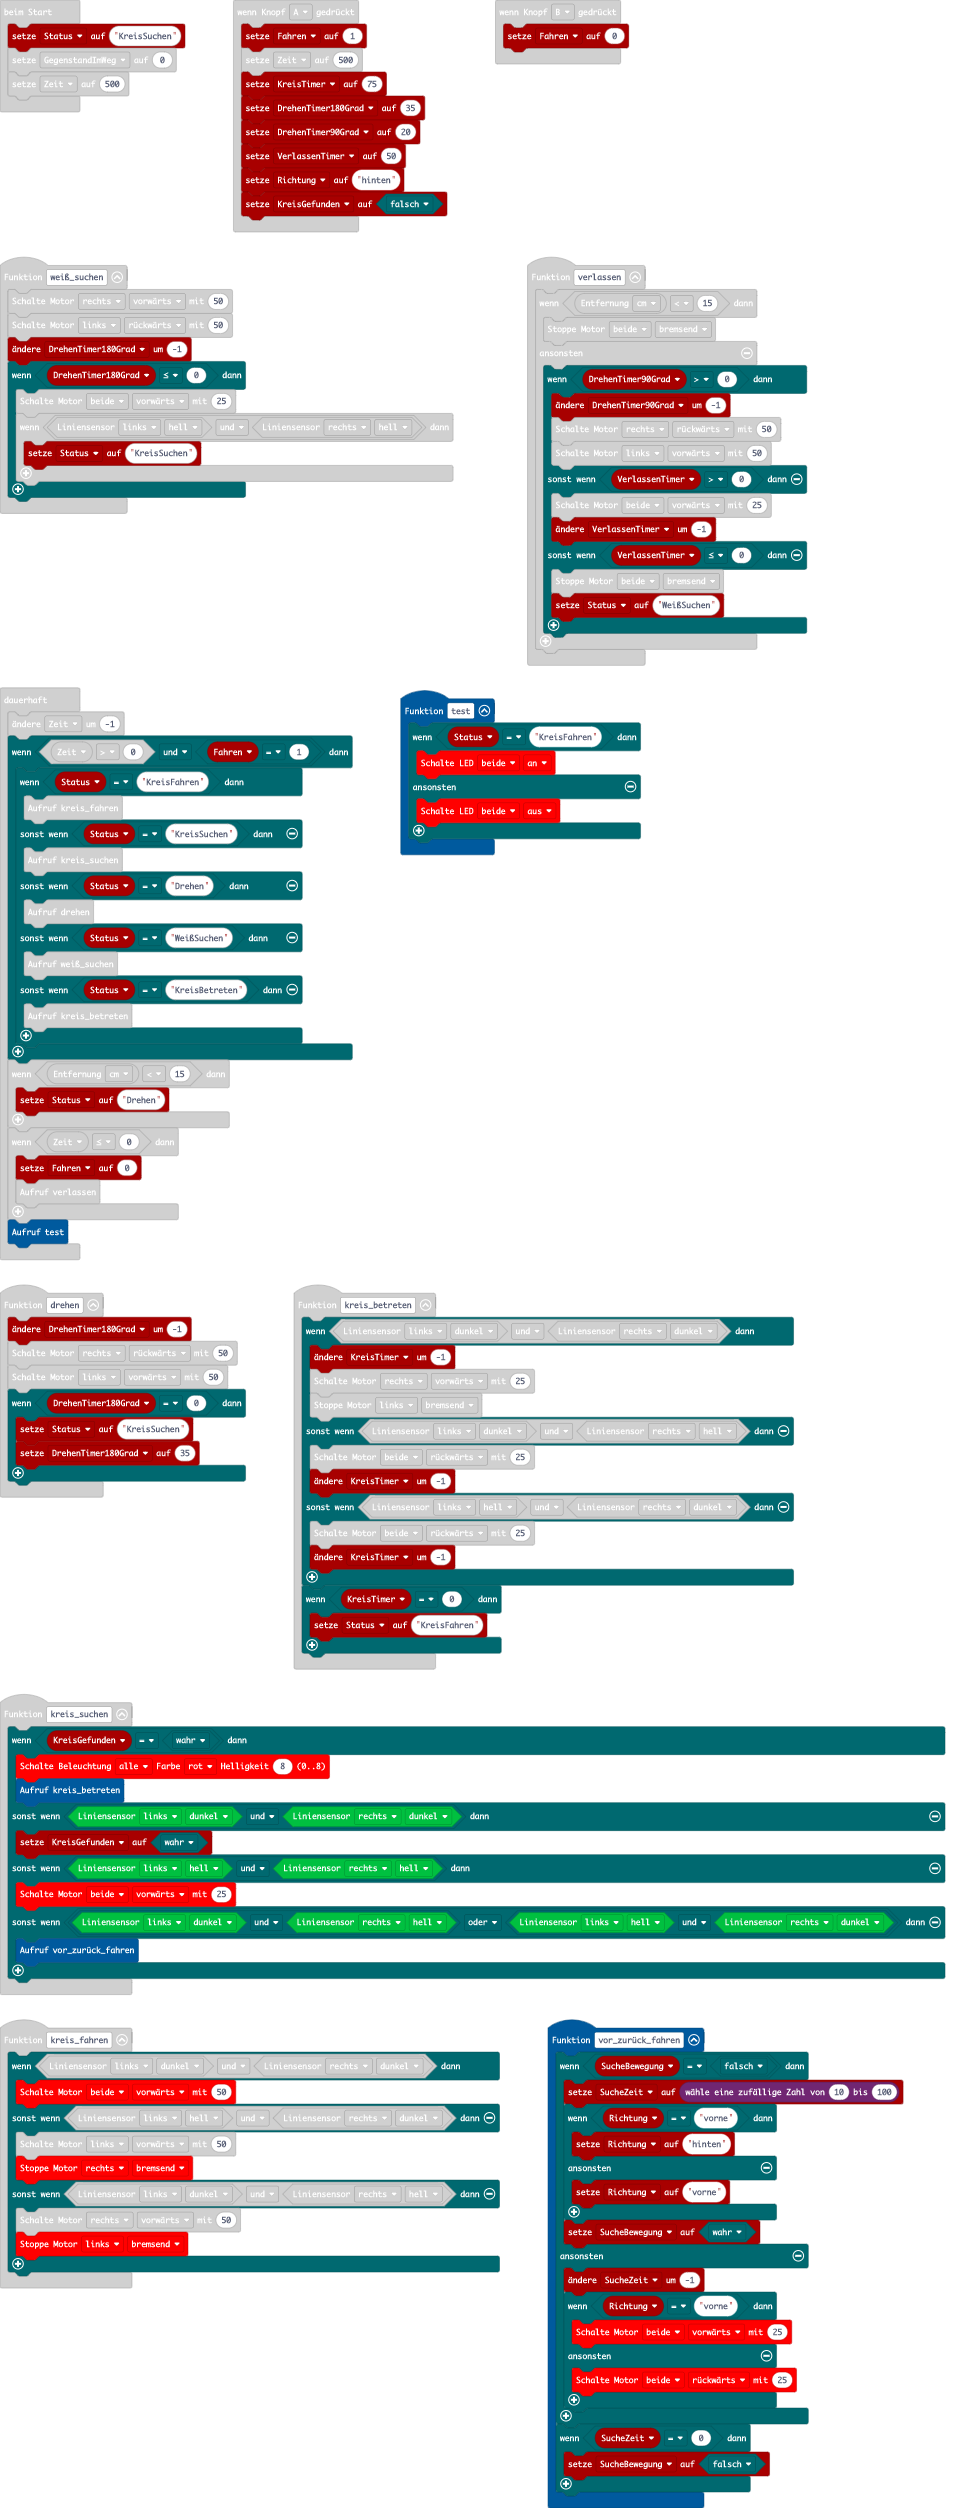 beim Start
setze Status auf "KreisSuchen"
setze GegenstandImWeg auf 0
setze Zeit auf 500
wenn Knopf A gedrückt
setze Fahren auf 1
setze Zeit auf 500
setze KreisTimer auf 75
setze DrehenTimer180Grad auf 35
setze DrehenTimer90Grad auf 20
setze VerlassenTimer auf 50
setze Richtung auf "hinten"
setze KreisGefunden auf falsch
wenn Knopf B gedrückt
setze Fahren auf 0
Funktion weiß_suchen
Schalte Motor rechts vorwärts mit 50
Schalte Motor links rückwärts mit 50
ändere DrehenTimer180Grad um -1
wenn DrehenTimer180Grad ≤ 0 dann
Schalte Motor beide vorwärts mit 25
wenn Liniensensor links hell und Liniensensor rechts hell dann
setze Status auf "KreisSuchen"
Funktion verlassen
wenn Entfernung cm < 15 dann
Stoppe Motor beide bremsend
ansonsten
wenn DrehenTimer90Grad > 0 dann
ändere DrehenTimer90Grad um -1
Schalte Motor rechts rückwärts mit 50
Schalte Motor links vorwärts mit 50
sonst wenn VerlassenTimer > 0 dann
Schalte Motor beide vorwärts mit 25
ändere VerlassenTimer um -1
sonst wenn VerlassenTimer ≤ 0 dann
Stoppe Motor beide bremsend
setze Status auf "WeißSuchen"
dauerhaft
ändere Zeit um -1
wenn Zeit > 0 und Fahren = 1 dann
wenn Status = "KreisFahren" dann
Aufruf kreis_fahren
sonst wenn Status = "KreisSuchen" dann
Aufruf kreis_suchen
sonst wenn Status = "Drehen" dann
Aufruf drehen
sonst wenn Status = "WeißSuchen" dann
Aufruf weiß_suchen
sonst wenn Status = "KreisBetreten" dann
Aufruf kreis_betreten
wenn Entfernung cm < 15 dann
setze Status auf "Drehen"
wenn Zeit ≤ 0 dann
setze Fahren auf 0
Aufruf verlassen
Aufruf test
Funktion test
wenn Status = "KreisFahren" dann
Schalte LED beide an
ansonsten
Schalte LED beide aus
Funktion drehen
ändere DrehenTimer180Grad um -1
Schalte Motor rechts rückwärts mit 50
Schalte Motor links vorwärts mit 50
wenn DrehenTimer180Grad = 0 dann
setze Status auf "KreisSuchen"
setze DrehenTimer180Grad auf 35
Funktion kreis_betreten
wenn Liniensensor links dunkel und Liniensensor rechts dunkel dann
ändere KreisTimer um -1
Schalte Motor rechts vorwärts mit 25
Stoppe Motor links bremsend
sonst wenn Liniensensor links dunkel und Liniensensor rechts hell dann
Schalte Motor beide rückwärts mit 25
ändere KreisTimer um -1
sonst wenn Liniensensor links hell und Liniensensor rechts dunkel dann
Schalte Motor beide rückwärts mit 25
ändere KreisTimer um -1
wenn KreisTimer = 0 dann
setze Status auf "KreisFahren"
Funktion kreis_suchen
wenn KreisGefunden = wahr dann
Schalte Beleuchtung alle Farbe rot Helligkeit 8 (0..8)
Aufruf kreis_betreten
sonst wenn Liniensensor links dunkel und Liniensensor rechts dunkel dann
setze KreisGefunden auf wahr
sonst wenn Liniensensor links hell und Liniensensor rechts hell dann
Schalte Motor beide vorwärts mit 25
sonst wenn Liniensensor links dunkel und Liniensensor rechts hell oder Liniensensor links hell und Liniensensor rechts dunkel dann
Aufruf vor_zurück_fahren
Funktion kreis_fahren
wenn Liniensensor links dunkel und Liniensensor rechts dunkel dann
Schalte Motor beide vorwärts mit 50
sonst wenn Liniensensor links hell und Liniensensor rechts dunkel dann
Schalte Motor links vorwärts mit 50
Stoppe Motor rechts bremsend
sonst wenn Liniensensor links dunkel und Liniensensor rechts hell dann
Schalte Motor rechts vorwärts mit 50
Stoppe Motor links bremsend
Funktion vor_zurück_fahren
wenn SucheBewegung = falsch dann
setze SucheZeit auf wähle eine zufällige Zahl von 10 bis 100
wenn Richtung = "vorne" dann
setze Richtung auf "hinten"
ansonsten
setze Richtung auf "vorne"
setze SucheBewegung auf wahr
ansonsten
ändere SucheZeit um -1
wenn Richtung = "vorne" dann
Schalte Motor beide vorwärts mit 25
ansonsten
Schalte Motor beide rückwärts mit 25
wenn SucheZeit = 0 dann
setze SucheBewegung auf falsch